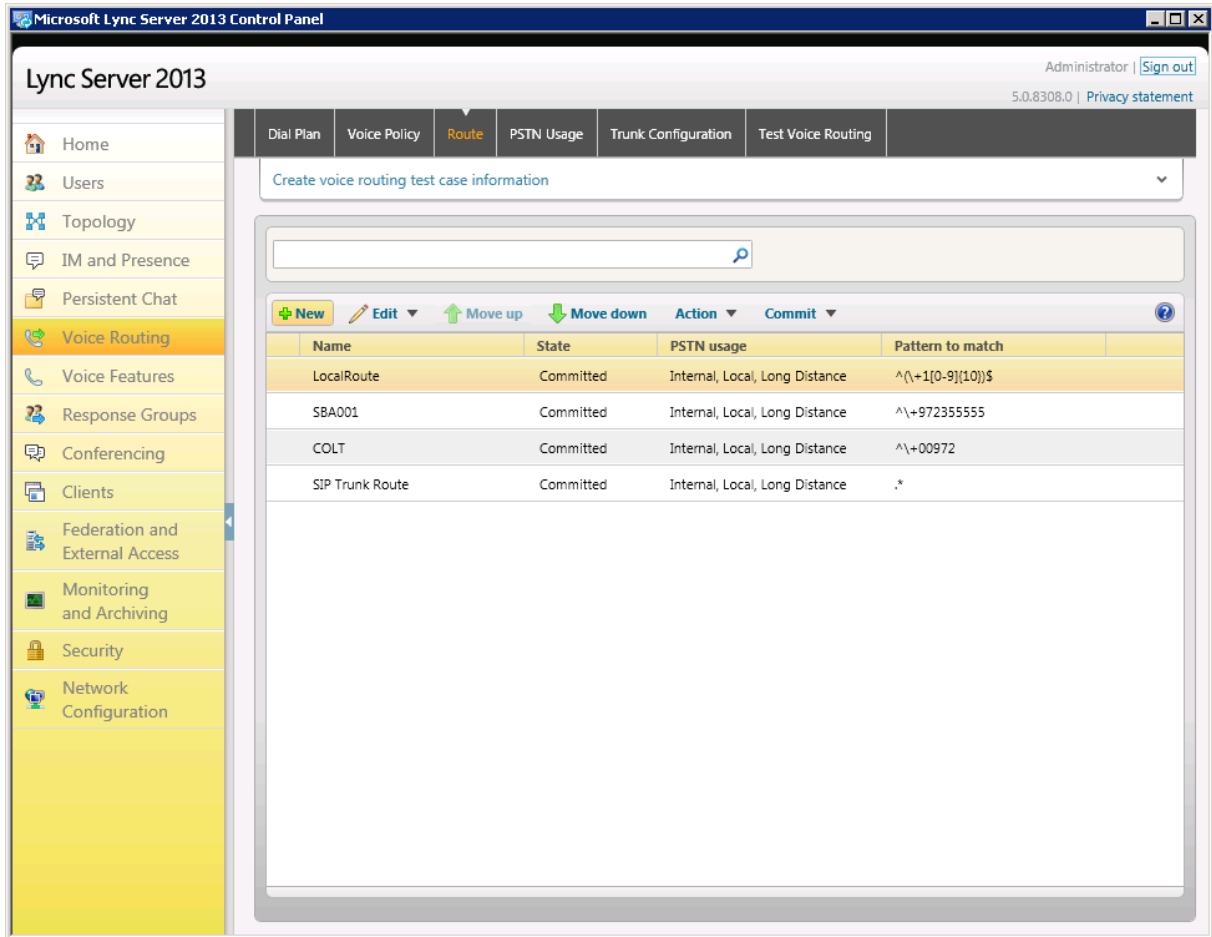 Microsoft Lync Server 2013 Control Panel
Lync Server 2013
Administrator | Sign out
5.0.8308.0 | Privacy statement
Home
Users
Topology
IM and Presence
Persistent Chat
Voice Routing
Voice Features
Response Groups
Conferencing
Clients
Federation and
External Access
Monitoring
and Archiving
Security
Network
Configuration
Dial Plan Voice Policy Route PSTN Usage Trunk Configuration Test Voice Routing
Create voice routing test case information
New Edit Move up Move down Action Commit
Name State PSTN usage Pattern to match
LocalRoute Committed Internal, Local, Long Distance ^(\+1[0-9]{10})$
SBA001 Committed Internal, Local, Long Distance ^\+972355555
COLT Committed Internal, Local, Long Distance ^\+00972
SIP Trunk Route Committed Internal, Local, Long Distance .*